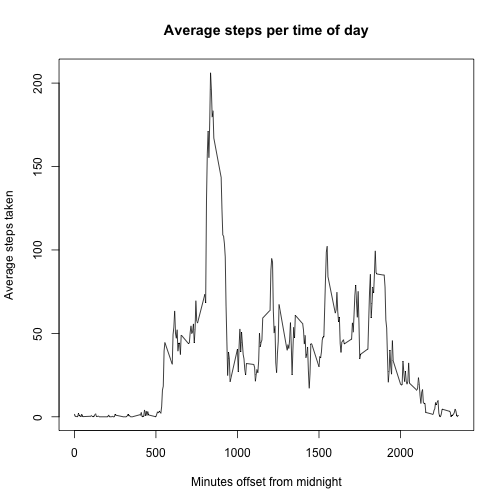 Average steps per time of day
Average steps taken
200
150
100
50
0
0 500 1000 1500 2000
Minutes offset from midnight